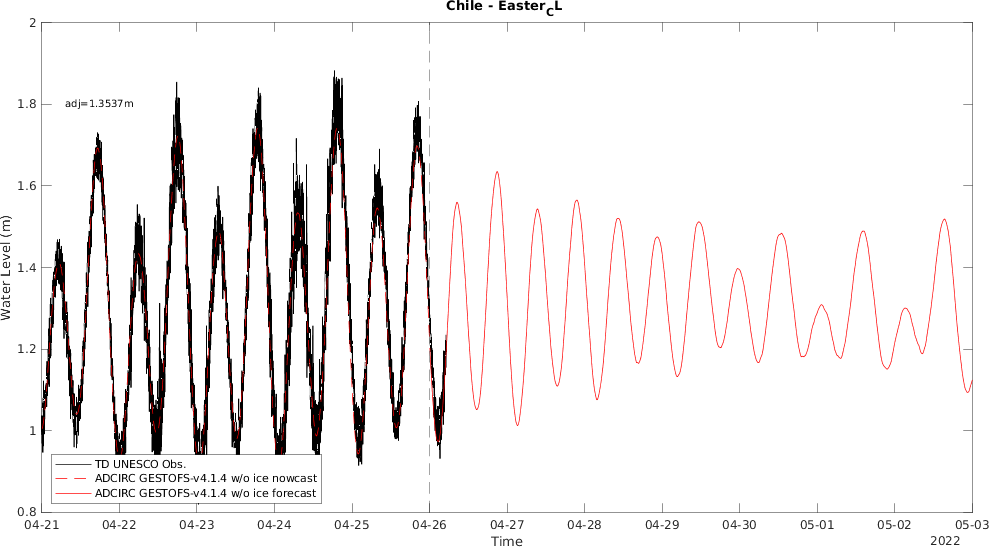 Chile - Easter_CL
2
1.8
1.6
1.4
1.2
1
0.8
Water Level (m)
adj=1.3537m
TD UNESCO Obs.
ADCIRC GESTOFS-v4.1.4 w/o ice nowcast
ADCIRC GESTOFS-v4.1.4 w/o ice forecast
04-21 04-22 04-23 04-24 04-25 04-26 04-27 04-28 04-29 04-30 05-01 05-02 05-03
Time
2022